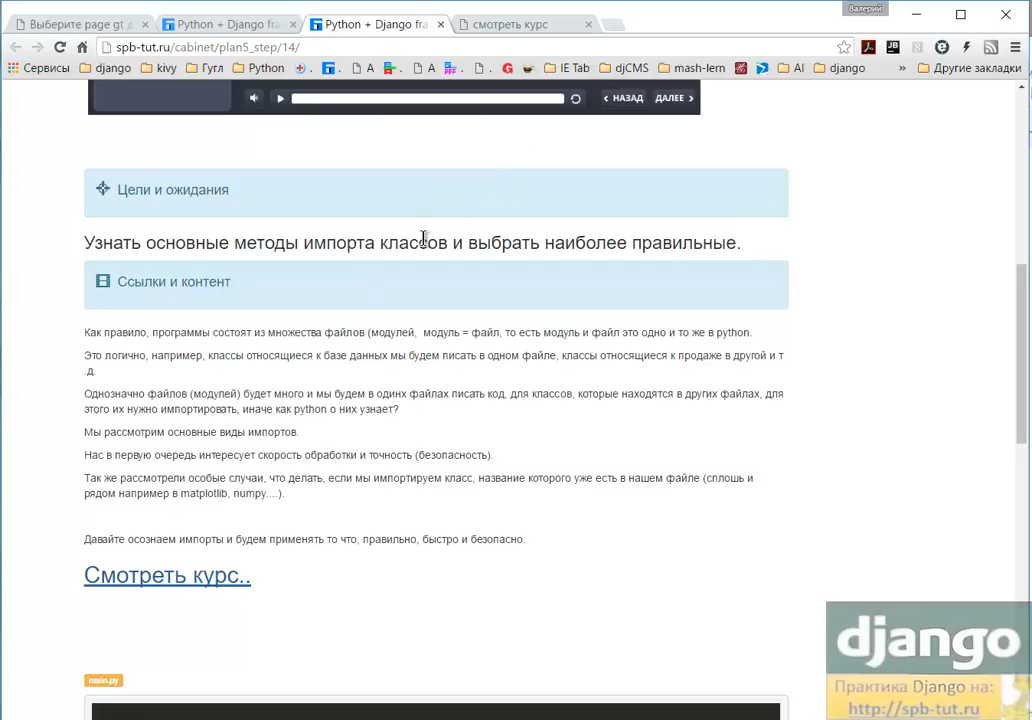 Валерий
Выберите page gt д
Python + Django fra
Python + Django fra
смотреть курс
spb-tut.ru/cabinet/plan5_step/14/
Сервисы django kivy Гугл Python . . A . A . G IE Tab djCMS mash-lern AI django » Другие закладки
НАЗАД ДАЛЕЕ
Цели и ожидания
Узнать основные методы импорта классов и выбрать наиболее правильные.
Ссылки и контент
Как правило, программы состоят из множества файлов (модулей, модуль = файл, то есть модуль и файл это одно и то же в python.
Это логично, например, классы относящиеся к базе данных мы будем писать в одном файле, классы относящиеся к продаже в другой и т
.д.
Однозначно файлов (модулей) будет много и мы будем в одинх файлах писать код, для классов, которые находятся в других файлах, для
этого их нужно импортировать, иначе как python о них узнает?
Мы рассмотрим основные виды импортов.
Нас в первую очередь интересует скорость обработки и точность (безопасность).
Так же рассмотрели особые случаи, что делать, если мы импортируем класс, название которого уже есть в нашем файле (сплошь и
рядом например в matplotlib, numpy....).
Давайте осознаем импорты и будем применять то что, правильно, быстро и безопасно.
Смотреть курс..
main.py
django
Практика Django на:
http://spb-tut.ru